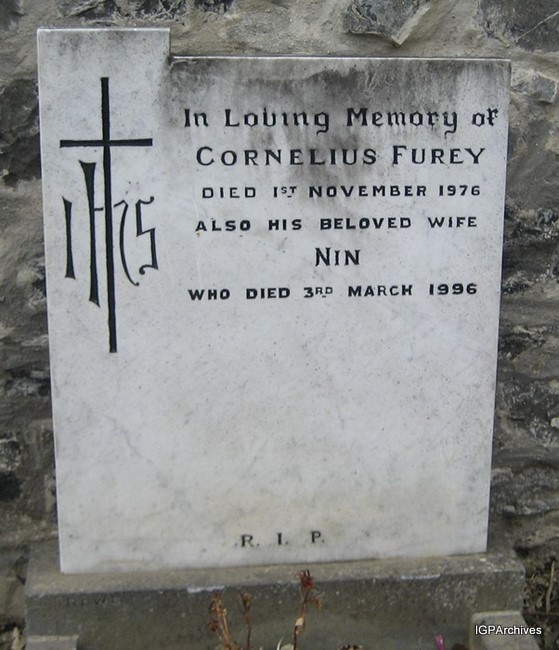 In Loving Memory of
CORNELIUS FUREY
DIED 1ST NOVEMBER 1976
ALSO HIS BELOVED WIFE
NIN
WHO DIED 3RD MARCH 1996
IHS
R. I. P.
IGPArchives